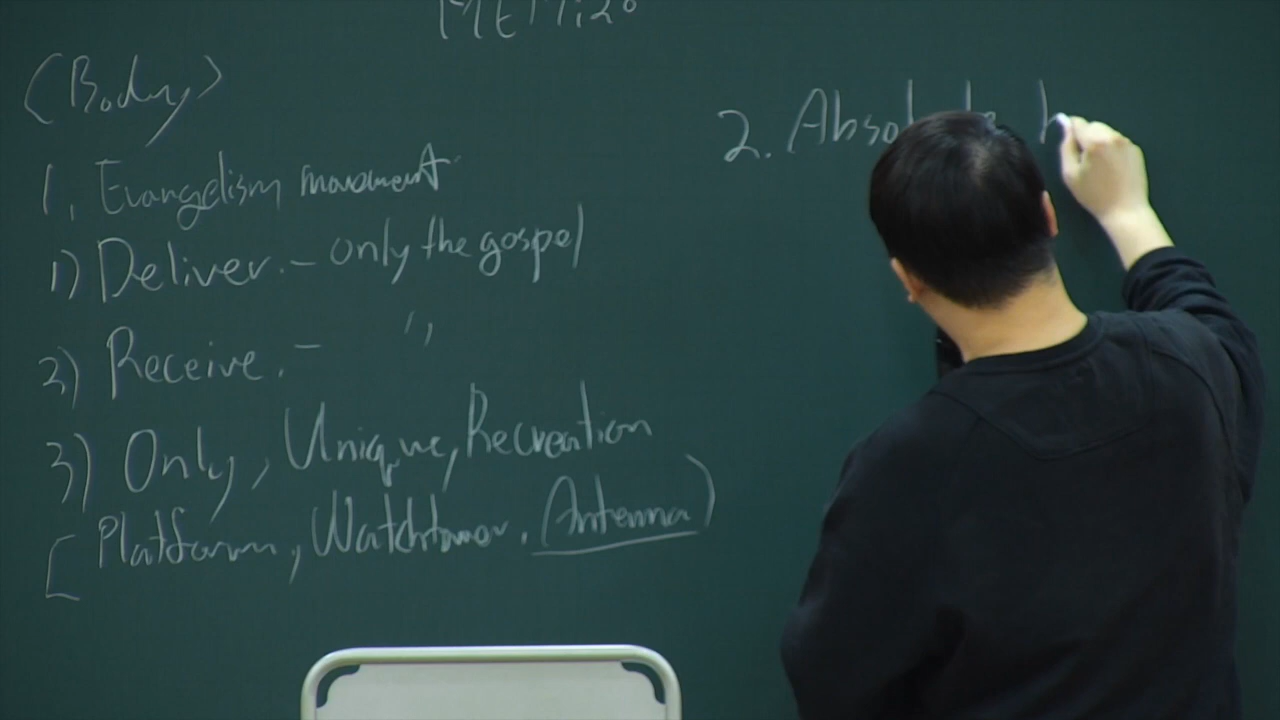 <Body>
1. Evangelism movement
1) Deliver. - only the gospel
2) Receive. - "
3) Only, Unique, Recreation
[ Platform, Watchtower, (Antenna)
2. Absolute